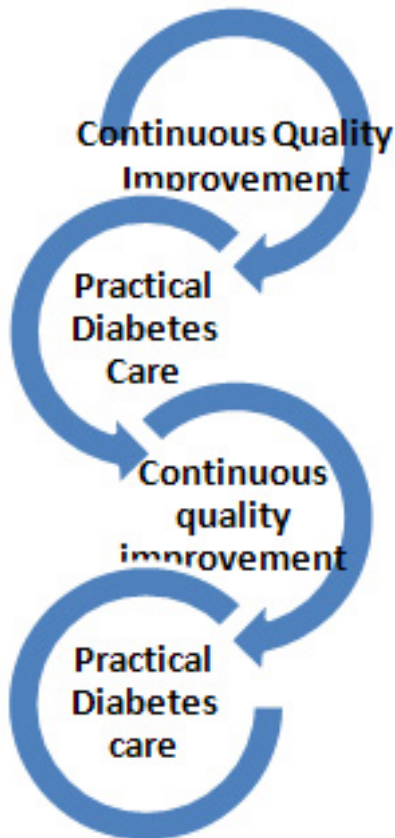 Continuous Quality
Improvement
Practical
Diabetes
Care
Continuous
quality
improvement
Practical
Diabetes
care